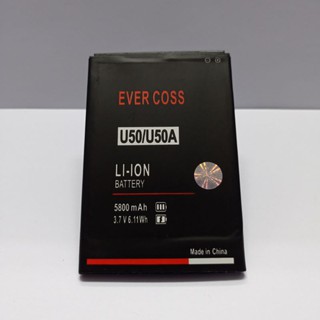 EVER COSS
U50/U50A
LI-ION
BATTERY
5800 mAh
3.7 V 6.11Wh
Made in China